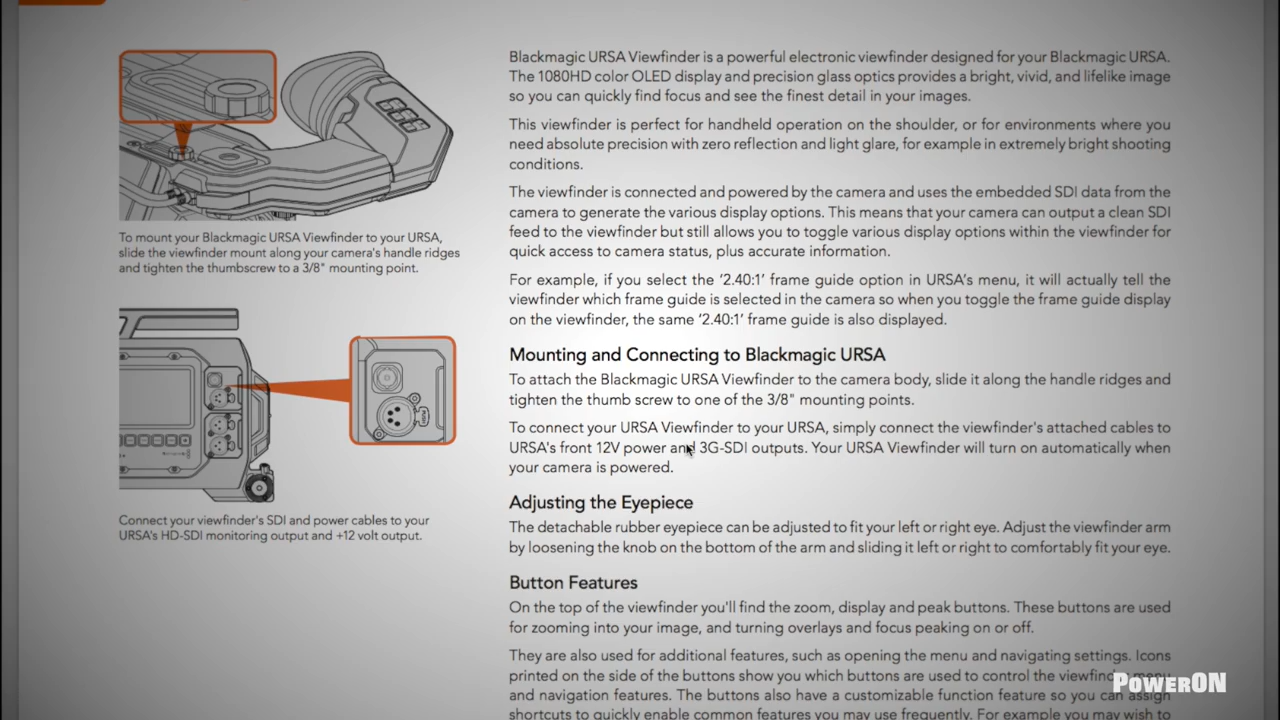 To mount your Blackmagic URSA Viewfinder to your URSA,
slide the viewfinder mount along your camera's handle ridges
and tighten the thumbscrew to a 3/8" mounting point.
Connect your viewfinder's SDI and power cables to your
URSA's HD-SDI monitoring output and +12 volt output.
Blackmagic URSA Viewfinder is a powerful electronic viewfinder designed for your Blackmagic URSA.
The 1080HD color OLED display and precision glass optics provides a bright, vivid, and lifelike image
so you can quickly find focus and see the finest detail in your images.
This viewfinder is perfect for handheld operation on the shoulder, or for environments where you
need absolute precision with zero reflection and light glare, for example in extremely bright shooting
conditions.
The viewfinder is connected and powered by the camera and uses the embedded SDI data from the
camera to generate the various display options. This means that your camera can output a clean SDI
feed to the viewfinder but still allows you to toggle various display options within the viewfinder for
quick access to camera status, plus accurate information.
For example, if you select the '2.40:1' frame guide option in URSA's menu, it will actually tell the
viewfinder which frame guide is selected in the camera so when you toggle the frame guide display
on the viewfinder, the same '2.40:1' frame guide is also displayed.
Mounting and Connecting to Blackmagic URSA
To attach the Blackmagic URSA Viewfinder to the camera body, slide it along the handle ridges and
tighten the thumb screw to one of the 3/8" mounting points.
To connect your URSA Viewfinder to your URSA, simply connect the viewfinder's attached cables to
URSA's front 12V power and 3G-SDI outputs. Your URSA Viewfinder will turn on automatically when
your camera is powered.
Adjusting the Eyepiece
The detachable rubber eyepiece can be adjusted to fit your left or right eye. Adjust the viewfinder arm
by loosening the knob on the bottom of the arm and sliding it left or right to comfortably fit your eye.
Button Features
On the top of the viewfinder you'll find the zoom, display and peak buttons. These buttons are used
for zooming into your image, and turning overlays and focus peaking on or off.
They are also used for additional features, such as opening the menu and navigating settings. Icons
printed on the side of the buttons show you which buttons are used to control the viewfinder menu
and navigation features. The buttons also have a customizable function feature so you can assign
shortcuts to quickly enable common features you may use frequently. For example you may wish to
POWERON